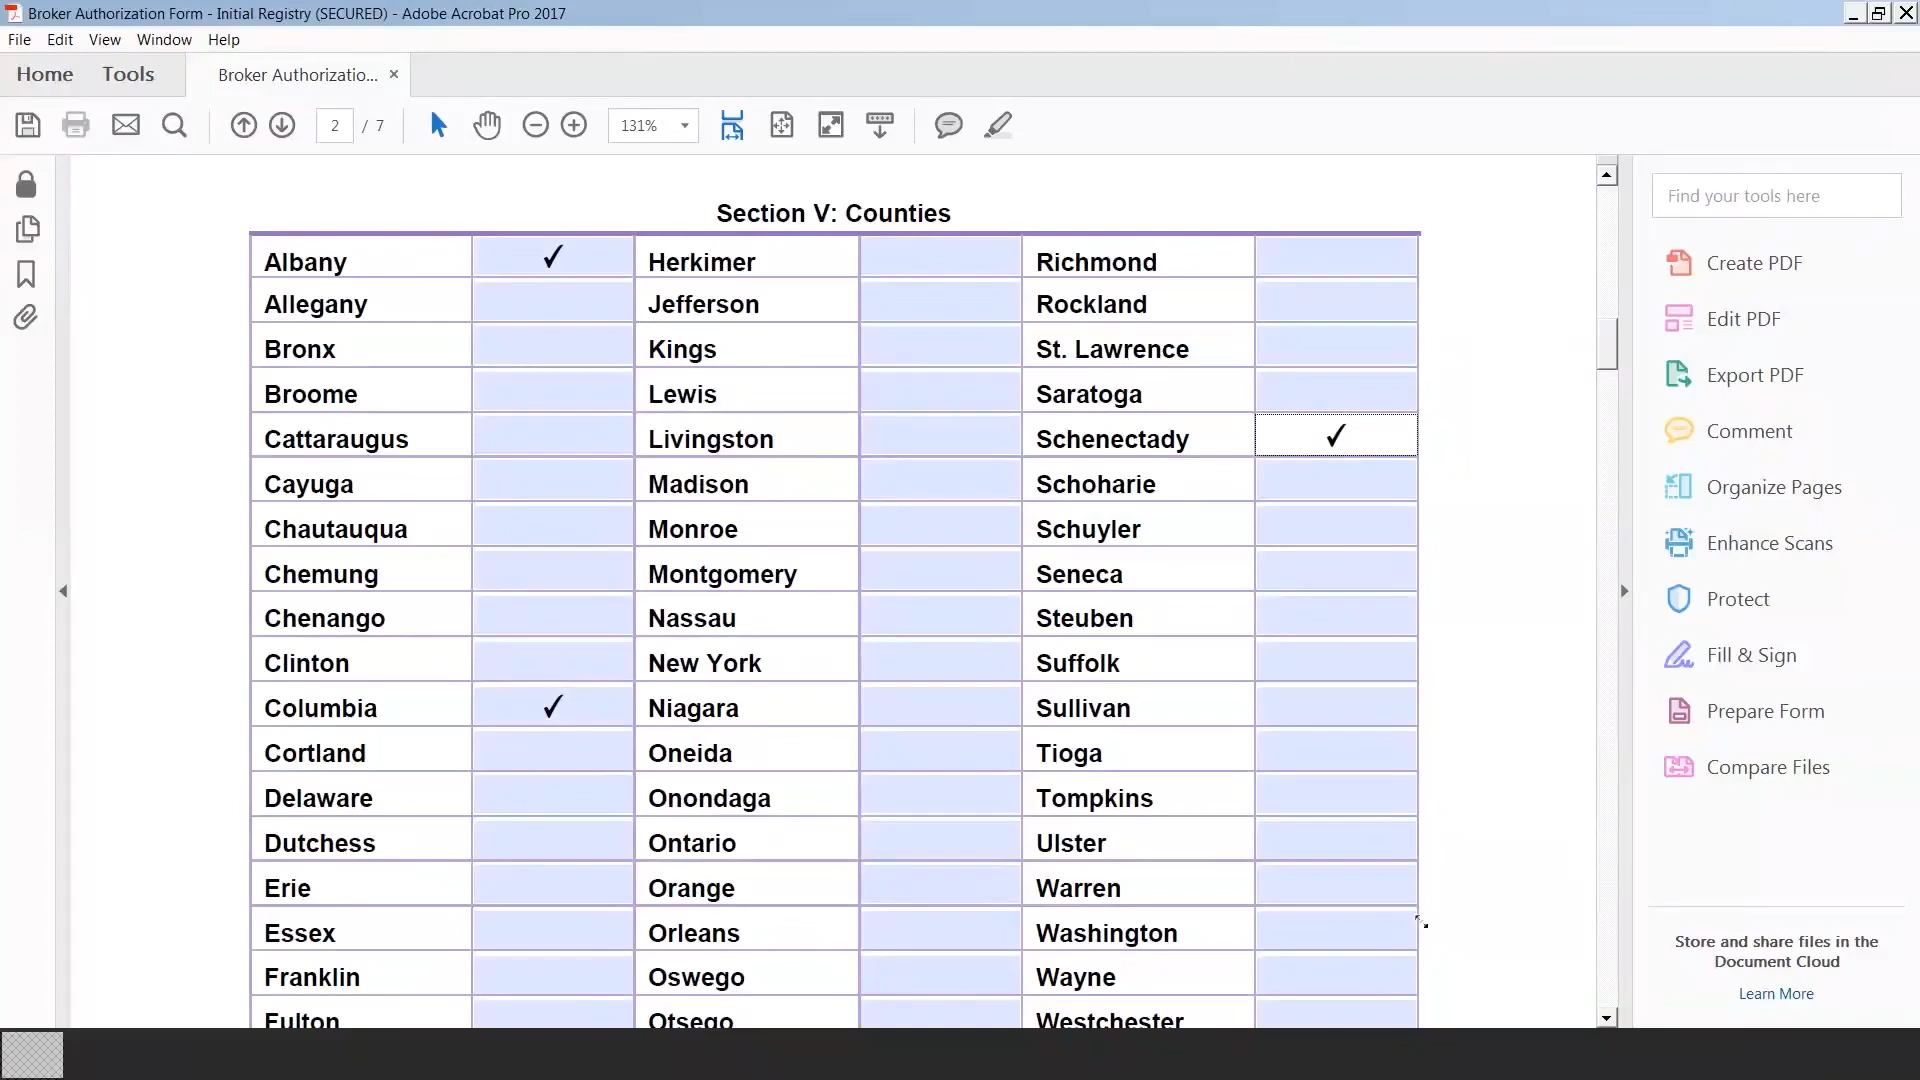 Broker Authorization Form - Initial Registry (SECURED) - Adobe Acrobat Pro 2017
File Edit View Window Help
Home Tools Broker Authorizatio... ×
2 / 7 131%
Section V: Counties
Albany ✓ Herkimer Richmond
Allegany Jefferson Rockland
Bronx Kings St. Lawrence
Broome Lewis Saratoga
Cattaraugus Livingston Schenectady ✓
Cayuga Madison Schoharie
Chautauqua Monroe Schuyler
Chemung Montgomery Seneca
Chenango Nassau Steuben
Clinton New York Suffolk
Columbia ✓ Niagara Sullivan
Cortland Oneida Tioga
Delaware Onondaga Tompkins
Dutchess Ontario Ulster
Erie Orange Warren
Essex Orleans Washington
Franklin Oswego Wayne
Fulton Otsego Westchester
Find your tools here
Create PDF
Edit PDF
Export PDF
Comment
Organize Pages
Enhance Scans
Protect
Fill & Sign
Prepare Form
Compare Files
Store and share files in the
Document Cloud
Learn More